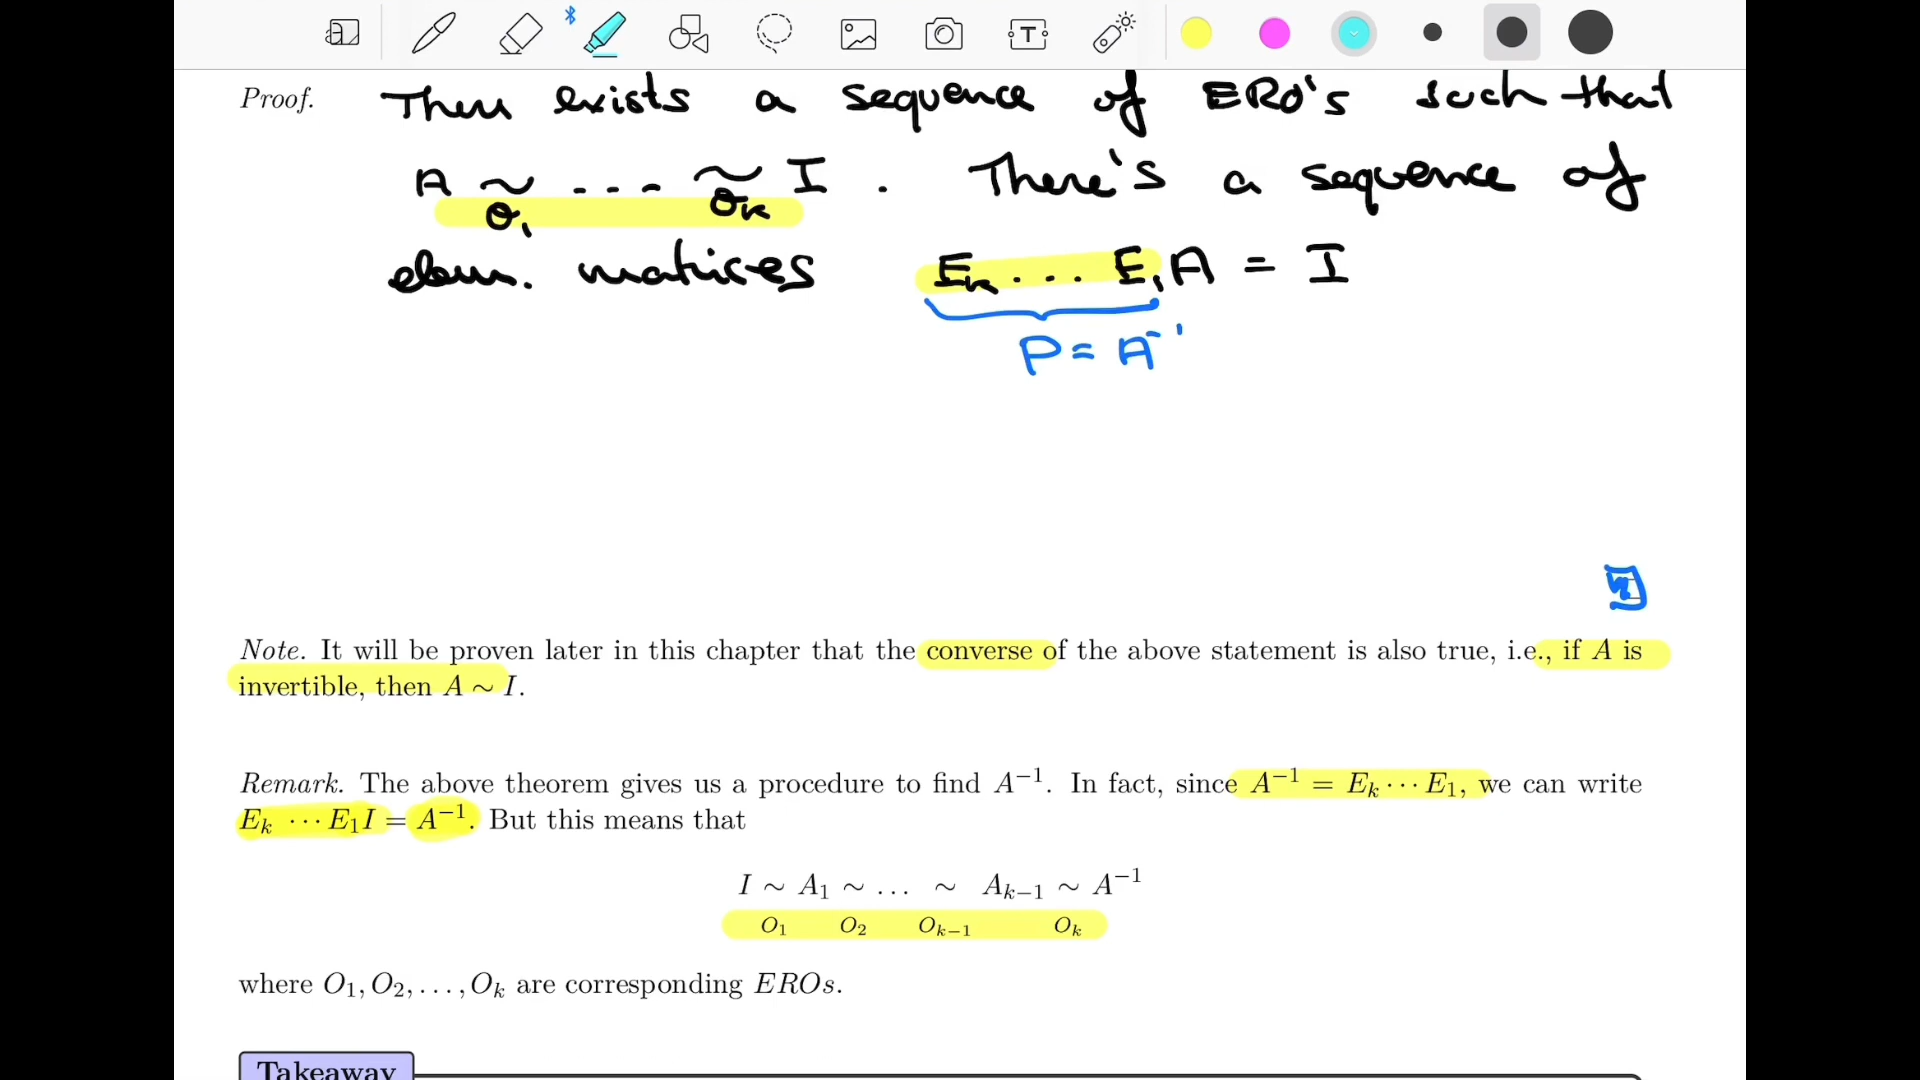 Proof. There exists a sequence of ERO's such that
A ~ ... ~ I . There's a sequence of
O₁ Oₖ
elem. matrices Eₖ ... E₁A = I
P = A⁻¹
Note. It will be proven later in this chapter that the converse of the above statement is also true, i.e., if A is
invertible, then A ∼ I.
Remark. The above theorem gives us a procedure to find A⁻¹. In fact, since A⁻¹ = Eₖ ⋯ E₁, we can write
Eₖ ⋯ E₁I = A⁻¹. But this means that
I ∼ A₁ ∼ … ∼ Aₖ₋₁ ∼ A⁻¹
O₁ O₂ Oₖ₋₁ Oₖ
where O₁, O₂, …, Oₖ are corresponding EROs.
Takeaway